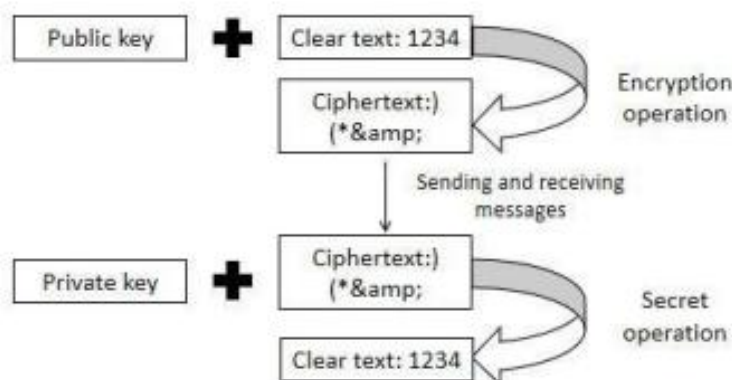 Public key
Clear text: 1234
Ciphertext:)
(*&amp;
Encryption
operation
Sending and receiving
messages
Private key
Ciphertext:)
(*&amp;
Secret
operation
Clear text: 1234